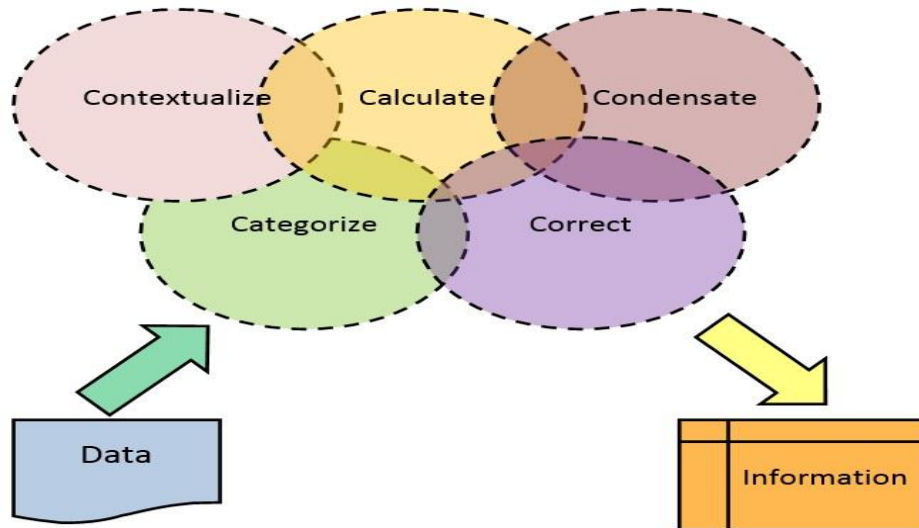 Contextualize
Calculate
Condensate
Categorize
Correct
Data
Information